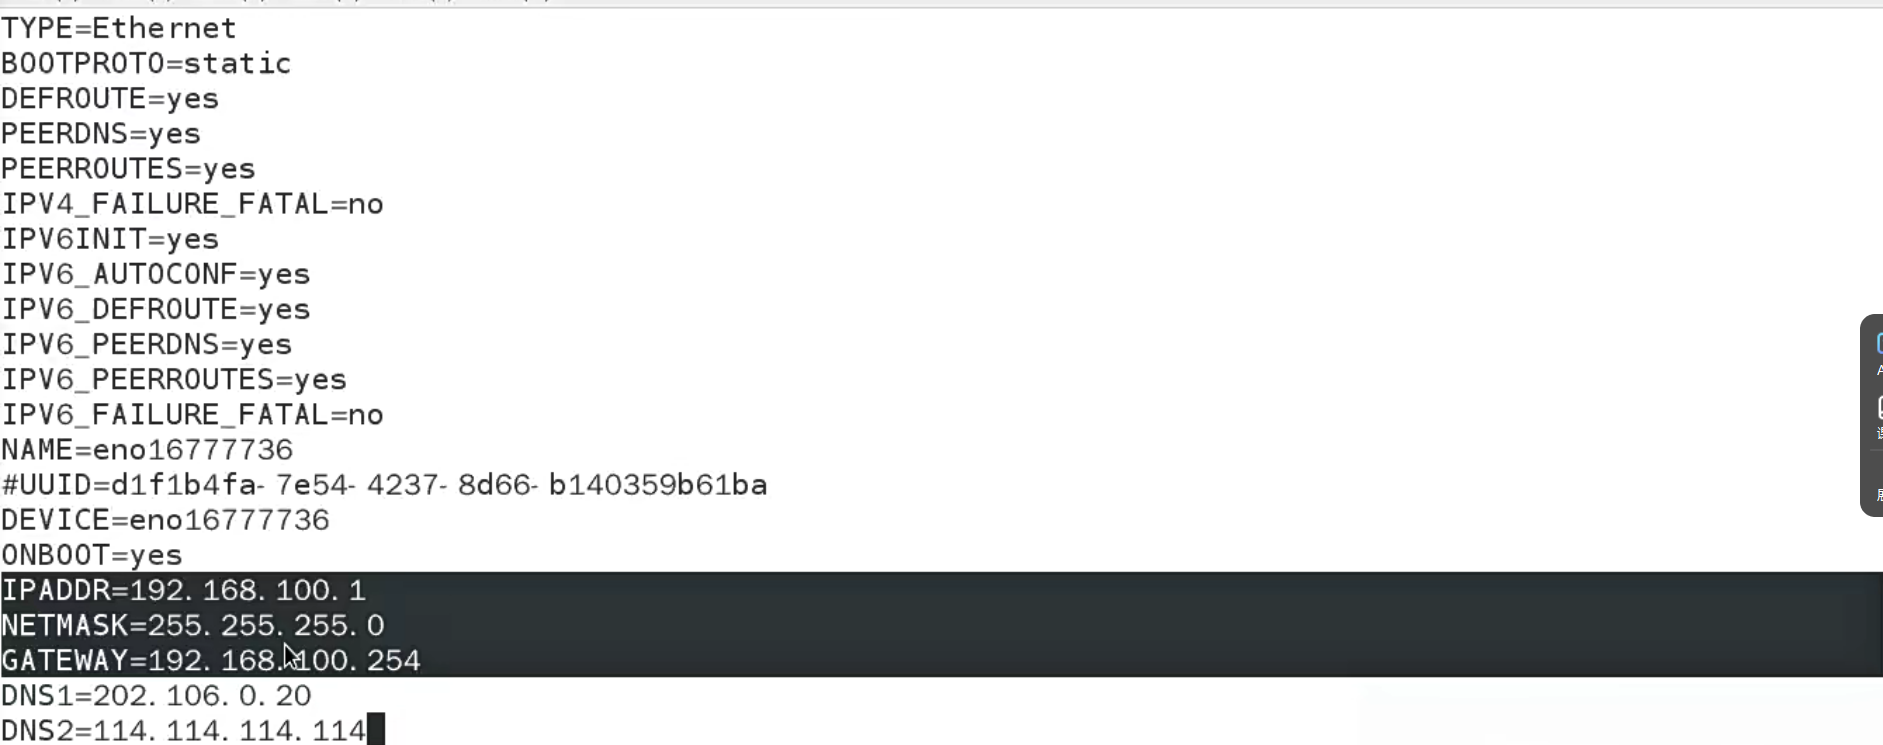 TYPE=Ethernet
BOOTPROTO=static
DEFROUTE=yes
PEERDNS=yes
PEERROUTES=yes
IPV4_FAILURE_FATAL=no
IPV6INIT=yes
IPV6_AUTOCONF=yes
IPV6_DEFROUTE=yes
IPV6_PEERDNS=yes
IPV6_PEERROUTES=yes
IPV6_FAILURE_FATAL=no
NAME=eno16777736
#UUID=d1f1b4fa-7e54-4237-8d66-b140359b61ba
DEVICE=eno16777736
ONBOOT=yes
IPADDR=192.168.100.1
NETMASK=255.255.255.0
GATEWAY=192.168.100.254
DNS1=202.106.0.20
DNS2=114.114.114.114